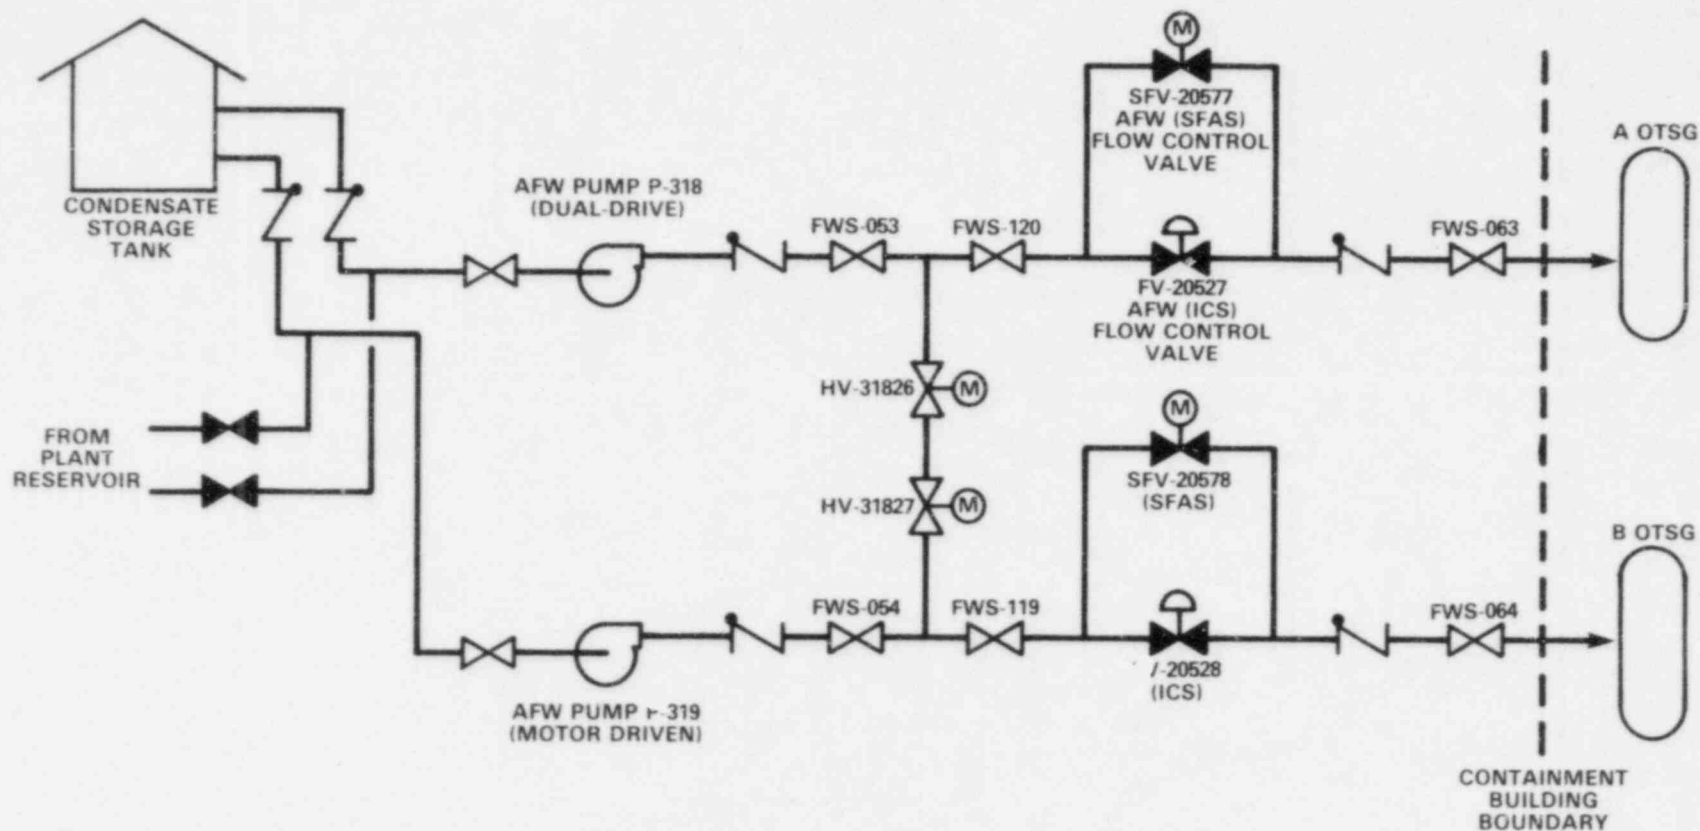 M
SFV-20577
AFW (SFAS)
FLOW CONTROL
VALVE
A OTSG
CONDENSATE
STORAGE
TANK
AFW PUMP P-318
(DUAL-DRIVE)
FWS-053
FWS-120
FWS-063
FV-20527
AFW (ICS)
FLOW CONTROL
VALVE
HV-31826
M
M
FROM
PLANT
RESERVOIR
HV-31827
M
SFV-20578
(SFAS)
B OTSG
FWS-054
FWS-119
FWS-064
-20528
(ICS)
AFW PUMP -319
(MOTOR DRIVEN)
CONTAINMENT
BUILDING
BOUNDARY